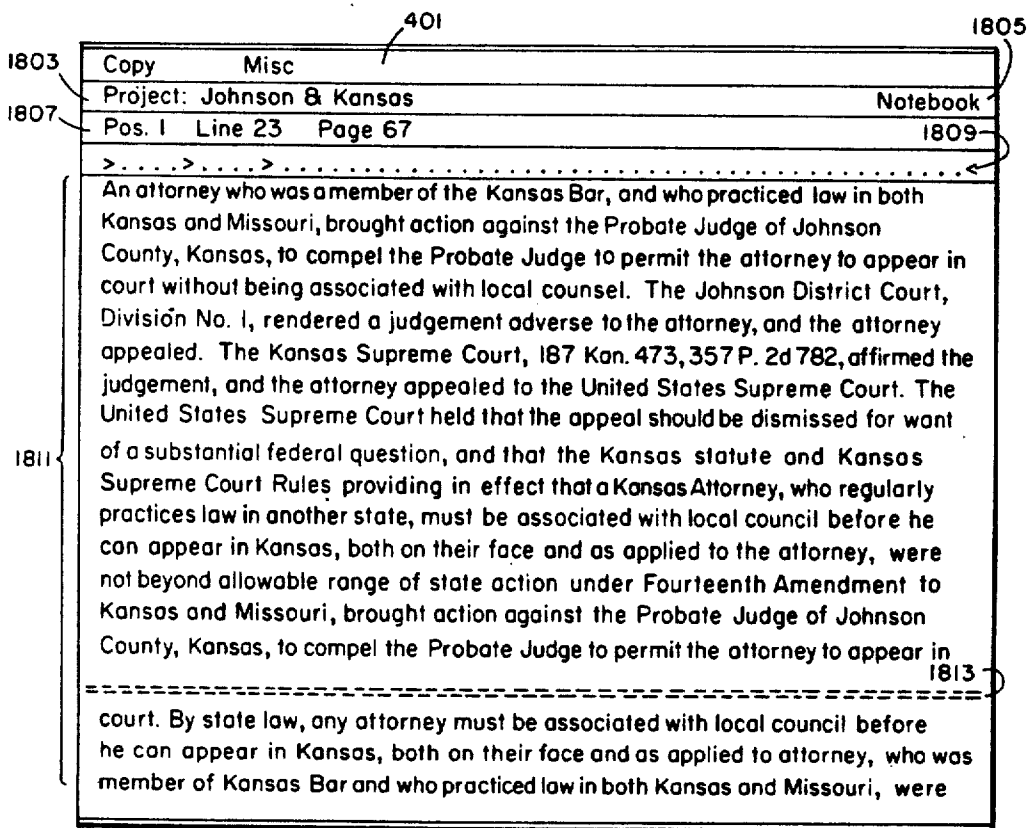 401
1805
1803
Copy Misc
Project: Johnson & Kansas Notebook
1807
Pos. 1 Line 23 Page 67 1809
>....>....>..................................................<
An attorney who was a member of the Kansas Bar, and who practiced law in both
Kansas and Missouri, brought action against the Probate Judge of Johnson
County, Kansas, to compel the Probate Judge to permit the attorney to appear in
court without being associated with local counsel. The Johnson District Court,
Division No. 1, rendered a judgement adverse to the attorney, and the attorney
appealed. The Kansas Supreme Court, 187 Kan. 473, 357 P. 2d 782, affirmed the
judgement, and the attorney appealed to the United States Supreme Court. The
United States Supreme Court held that the appeal should be dismissed for want
1811
of a substantial federal question, and that the Kansas statute and Kansas
Supreme Court Rules providing in effect that a Kansas Attorney, who regularly
practices law in another state, must be associated with local council before he
can appear in Kansas, both on their face and as applied to the attorney, were
not beyond allowable range of state action under Fourteenth Amendment to
Kansas and Missouri, brought action against the Probate Judge of Johnson
County, Kansas, to compel the Probate Judge to permit the attorney to appear in
1813
court. By state law, any attorney must be associated with local council before
he can appear in Kansas, both on their face and as applied to attorney, who was
member of Kansas Bar and who practiced law in both Kansas and Missouri, were